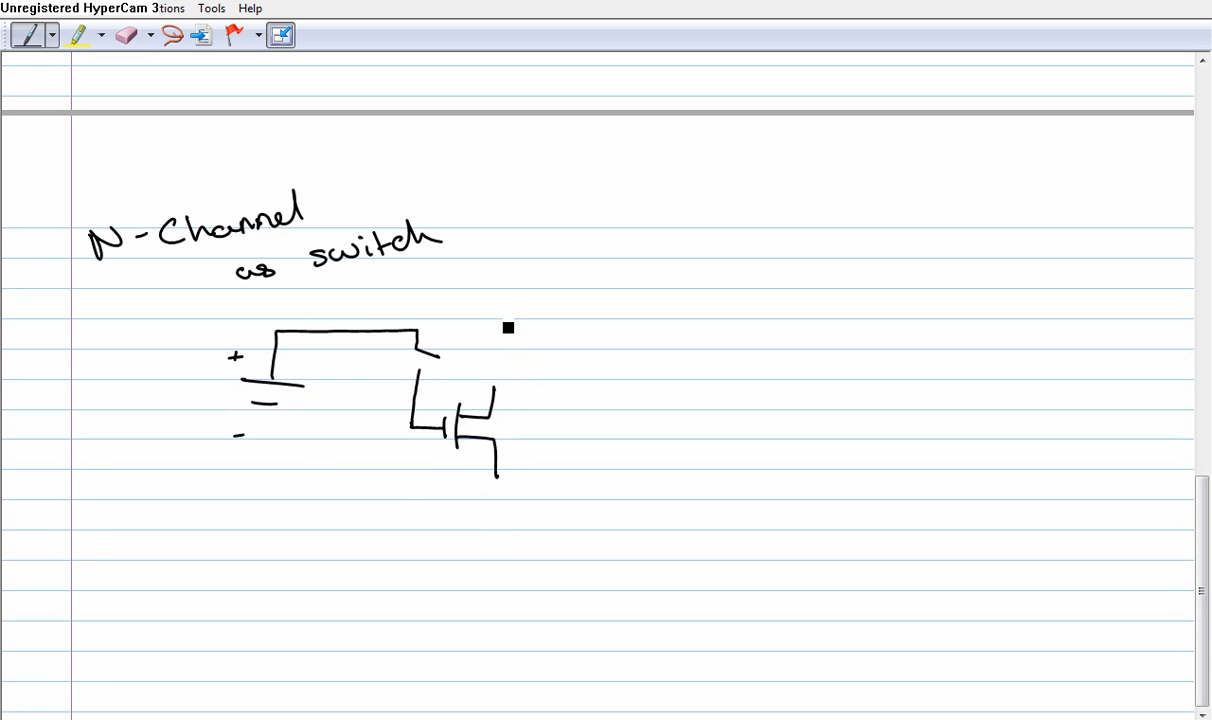 Unregistered HyperCam 3tions Tools Help
N-Channel
as switch
+
-